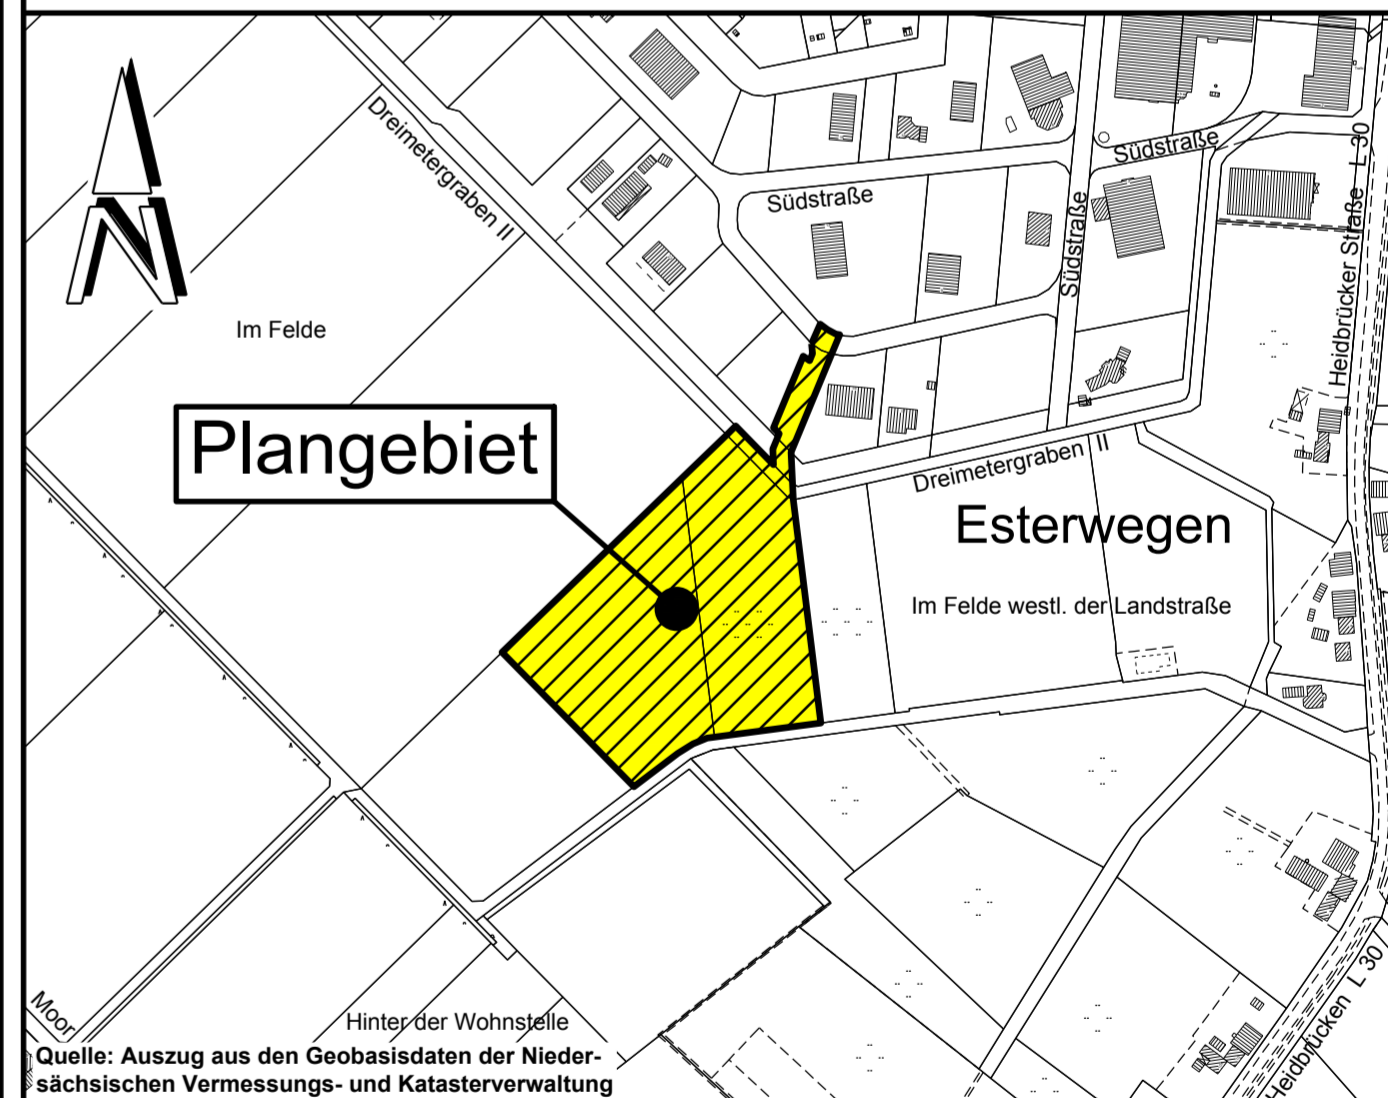 Dreimetergraben II
Südstraße
Südstraße
Südstraße
Heidbrücker Straße L 30
Im Felde
Plangebiet
Dreimetergraben II
Esterwegen
Im Felde westl. der Landstraße
Moor
Hinter der Wohnstelle
Heidbrücken L 30
Quelle: Auszug aus den Geobasisdaten der Nieder-
sächsischen Vermessungs- und Katasterverwaltung
N